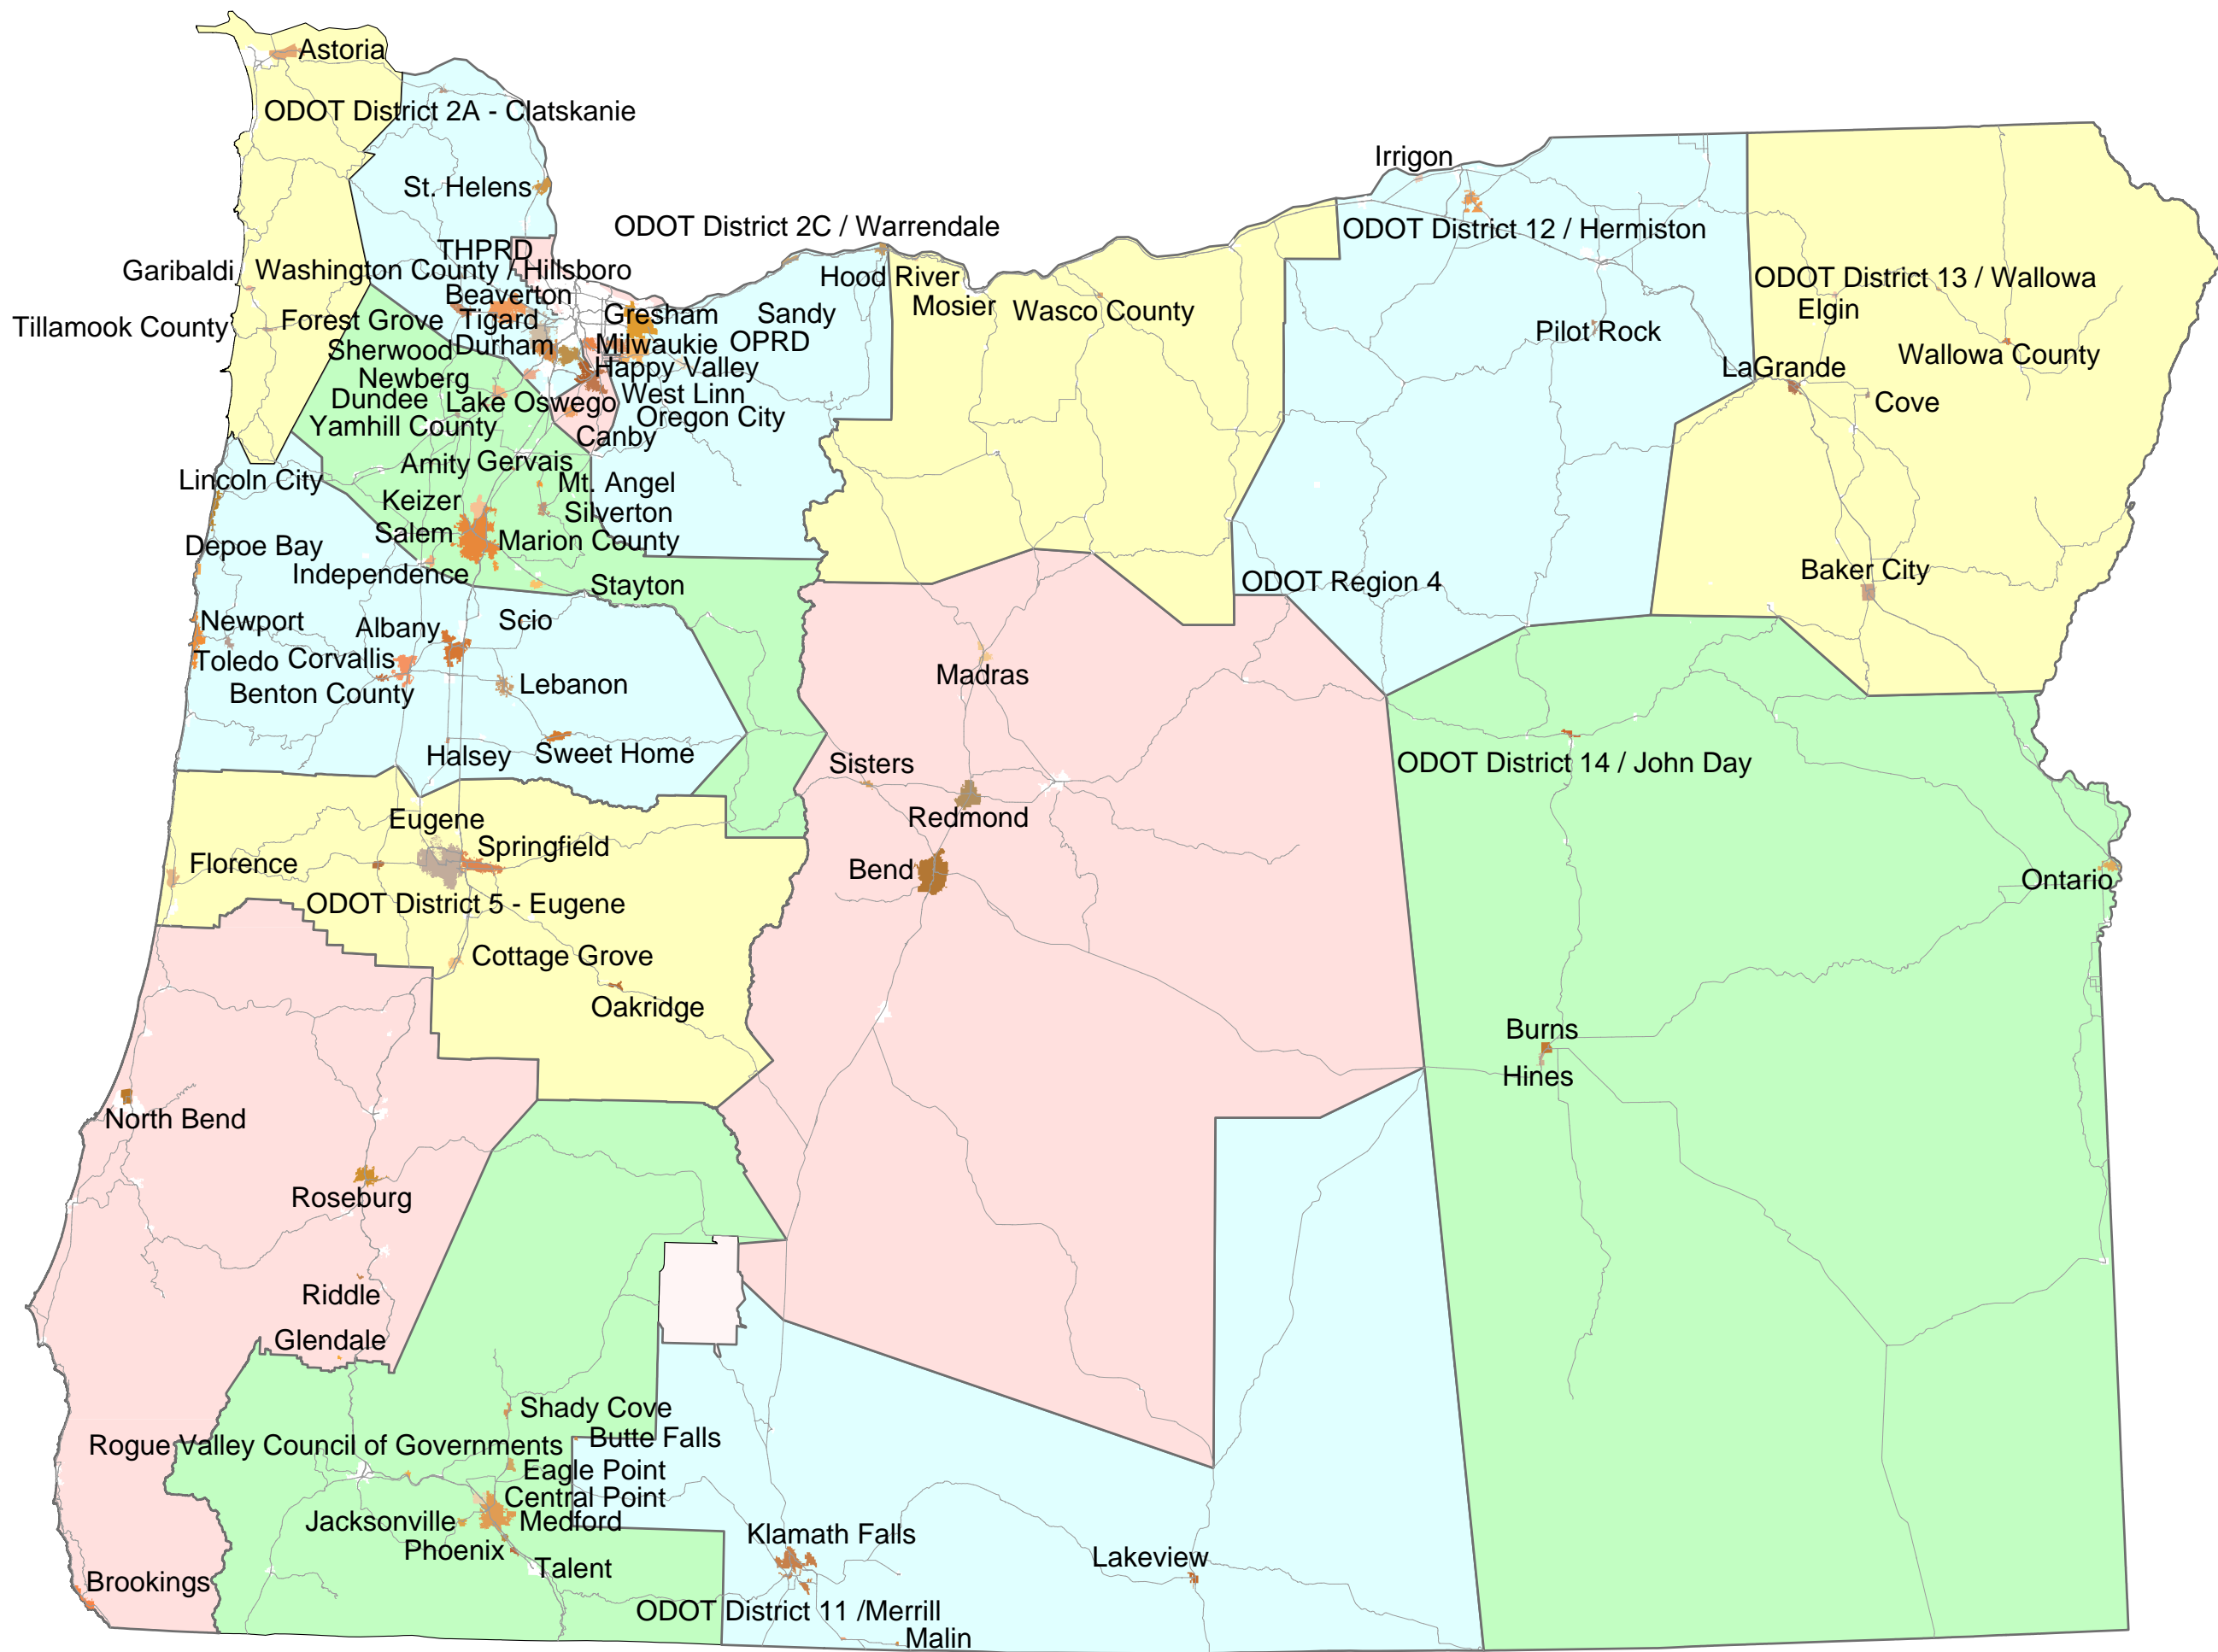 Astoria
ODOT District 2A - Clatskanie
Irrigon
St. Helens
ODOT District 2C / Warrendale
ODOT District 12 / Hermiston
THPRD
Garibaldi
Washington County / Hillsboro
Hood River
ODOT District 13 / Wallowa
Beaverton
Mosier
Wasco County
Elgin
Tillamook County
Forest Grove
Tigard
Gresham
Sandy
Pilot Rock
Sherwood
Durham
Milwaukie
OPRD
Wallowa County
Newberg
Happy Valley
LaGrande
Dundee
Lake Oswego
West Linn
Cove
Yamhill County
Oregon City
Canby
Amity
Gervais
Lincoln City
Mt. Angel
Keizer
Silverton
Salem
Marion County
Depoe Bay
Independence
Stayton
ODOT Region 4
Baker City
Newport
Albany
Scio
Toledo
Corvallis
Madras
Benton County
Lebanon
Halsey
Sweet Home
Sisters
ODOT District 14 / John Day
Eugene
Redmond
Springfield
Florence
Bend
Ontario
ODOT District 5 - Eugene
Cottage Grove
Oakridge
Burns
Hines
North Bend
Roseburg
Riddle
Glendale
Shady Cove
Rogue Valley Council of Governments
Butte Falls
Eagle Point
Central Point
Jacksonville
Medford
Klamath Falls
Phoenix
Lakeview
Talent
Brookings
ODOT District 11 /Merrill
Malin